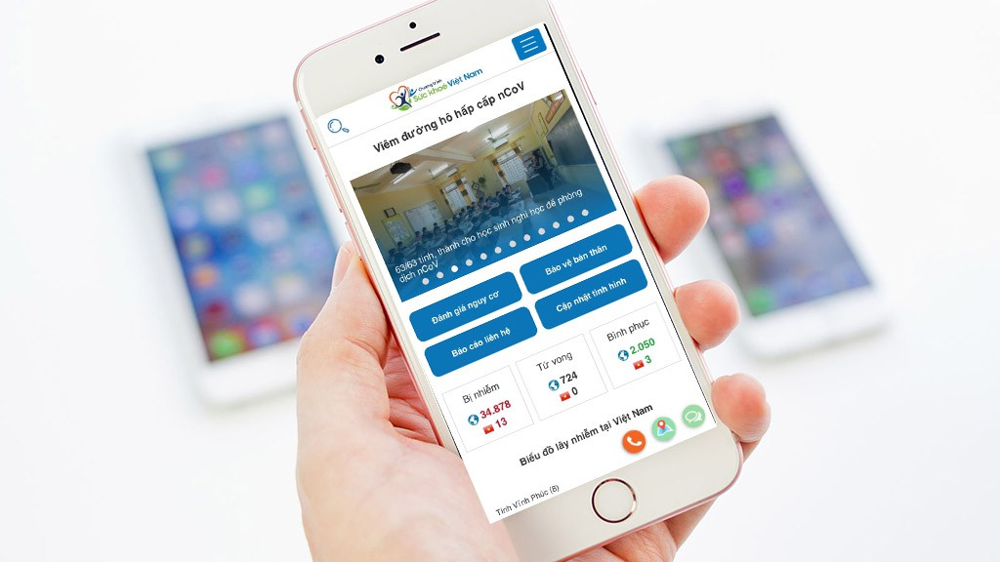 Chương trình
Sức khỏe Việt Nam
Viêm đường hô hấp cấp nCoV
63/63 tỉnh, thành cho học sinh nghỉ học để phòng
dịch nCoV
Đánh giá nguy cơ
Bảo vệ bản thân
Báo cáo liên hệ
Cập nhật tình hình
Bị nhiễm
34.878
13
Tử vong
724
0
Bình phục
2.050
3
Biểu đồ lây nhiễm tại Việt Nam
Tỉnh Vĩnh Phúc (8)